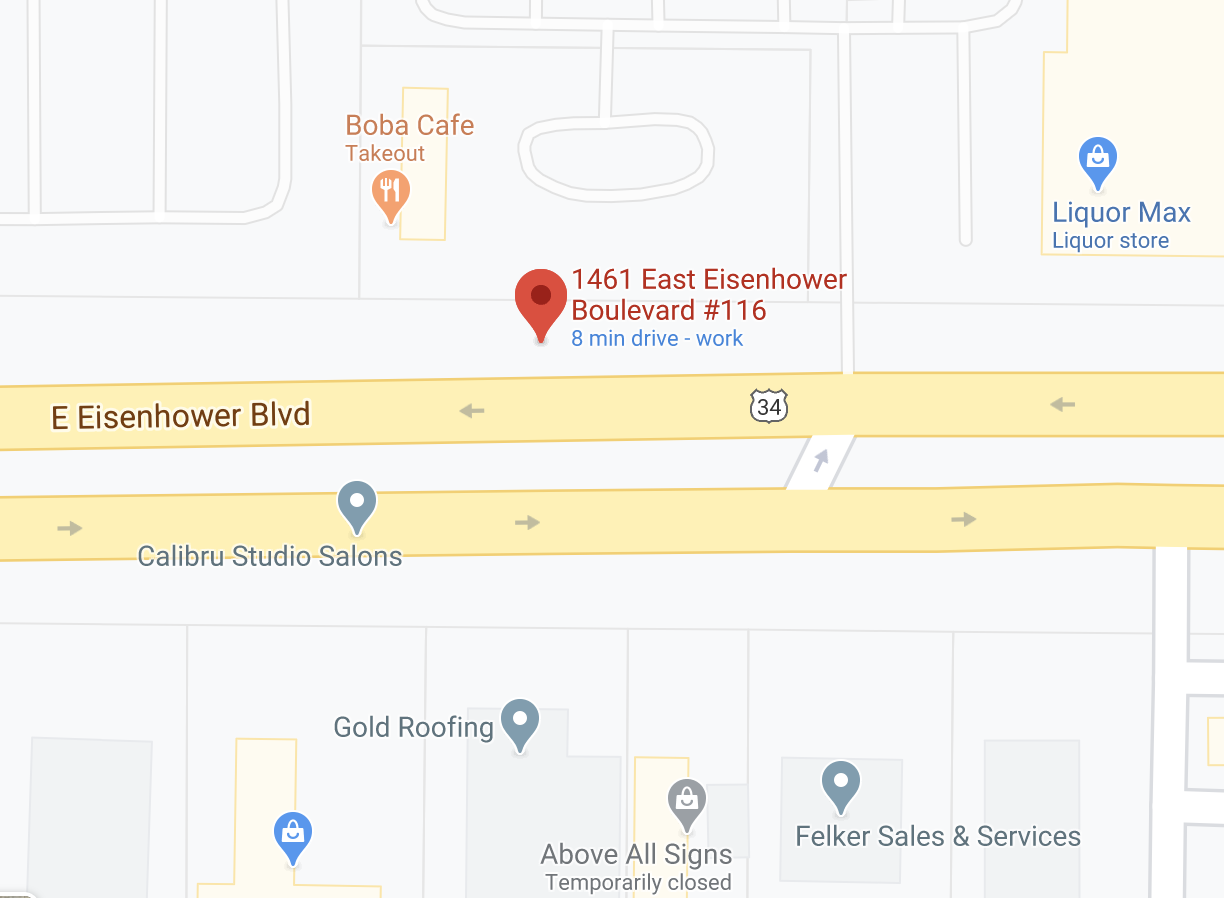 Boba Cafe
Takeout
Liquor Max
Liquor store
1461 East Eisenhower
Boulevard #116
8 min drive - work
34
E Eisenhower Blvd
Calibru Studio Salons
Gold Roofing
Felker Sales & Services
Above All Signs
Temporarily closed